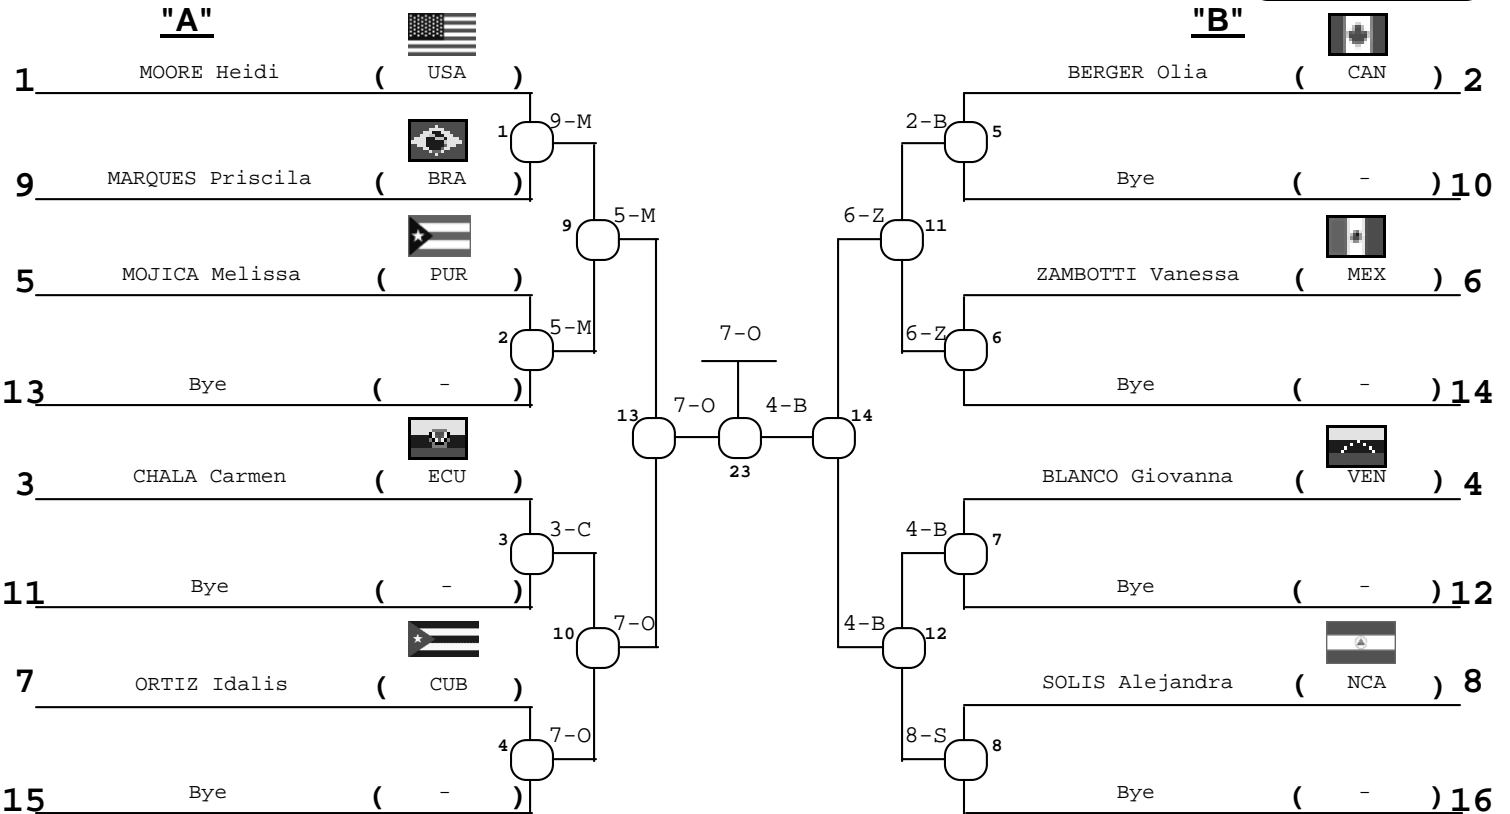 "A" "B"
1 MOORE Heidi ( USA ) BERGER Olia ( CAN ) 2
1 9-M 2-B 5
9 MARQUES Priscila ( BRA ) Bye ( - ) 10
9 5-M 6-Z 11
5 MOJICA Melissa ( PUR ) ZAMBOTTI Vanessa ( MEX ) 6
2 5-M 7-O 6-Z 6
13 Bye ( - ) Bye ( - ) 14
13 7-O 4-B 14
23
3 CHALA Carmen ( ECU ) BLANCO Giovanna ( VEN ) 4
3 3-C 4-B 7
11 Bye ( - ) Bye ( - ) 12
10 7-O 4-B 12
7 ORTIZ Idalis ( CUB ) SOLIS Alejandra ( NCA ) 8
4 7-O 8-S 8
15 Bye ( - ) Bye ( - ) 16